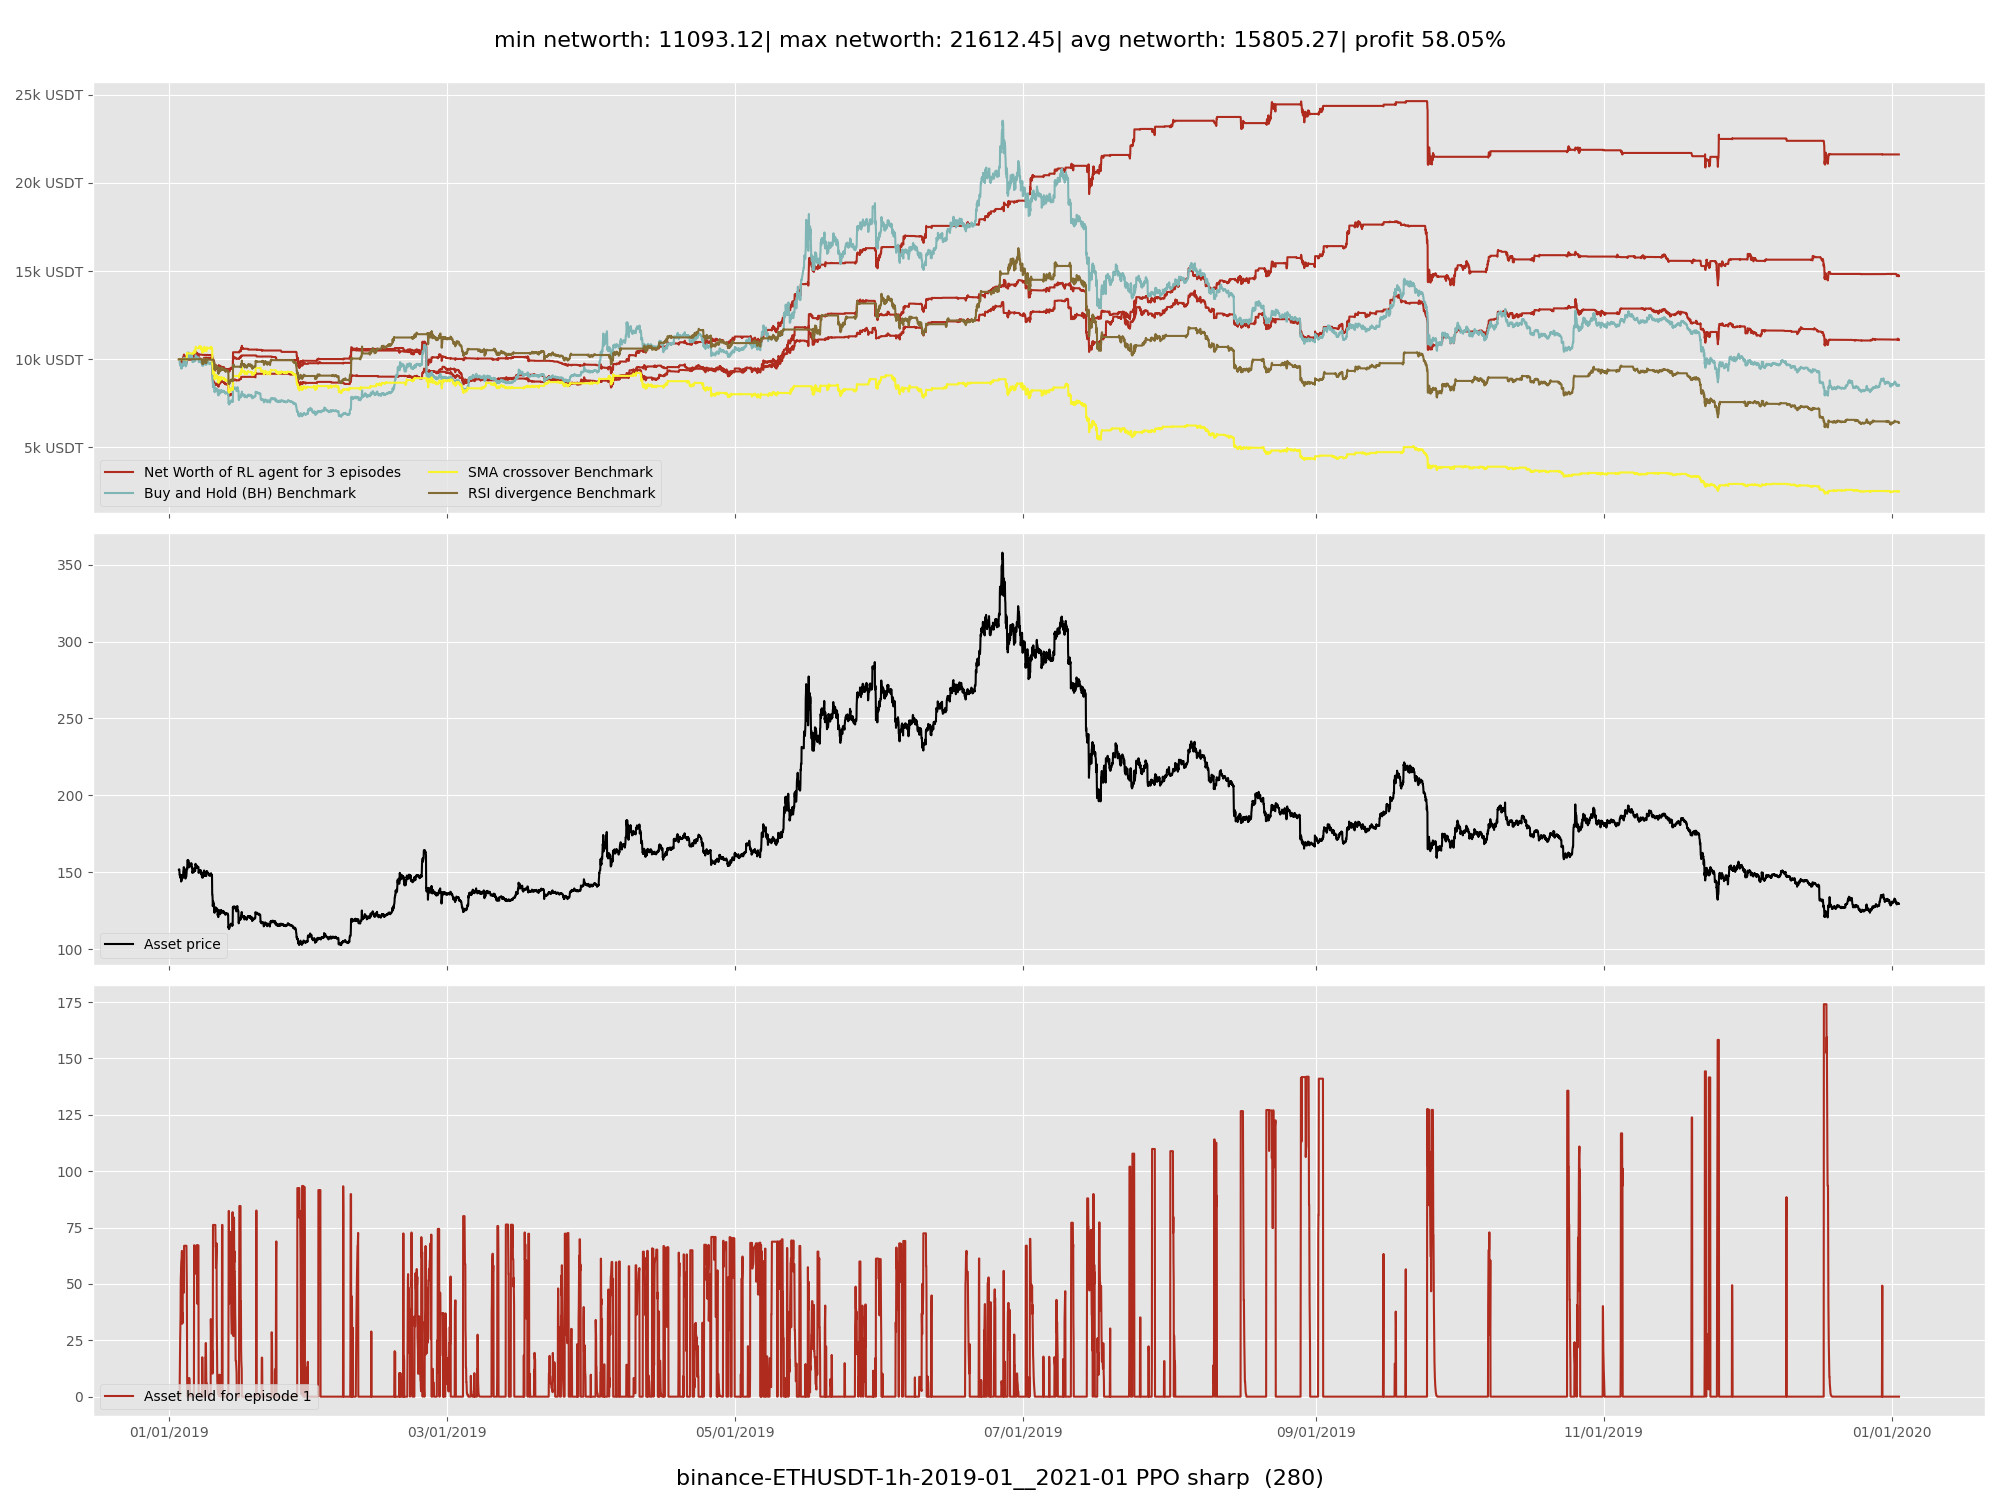 min networth: 11093.12| max networth: 21612.45| avg networth: 15805.27| profit 58.05%
25k USDT
20k USDT
15k USDT
10k USDT
5k USDT
Net Worth of RL agent for 3 episodes
Buy and Hold (BH) Benchmark
SMA crossover Benchmark
RSI divergence Benchmark
350
300
250
200
150
100
Asset price
175
150
125
100
75
50
25
0
Asset held for episode 1
01/01/2019
03/01/2019
05/01/2019
07/01/2019
09/01/2019
11/01/2019
01/01/2020
binance-ETHUSDT-1h-2019-01__2021-01 PPO sharp  (280)